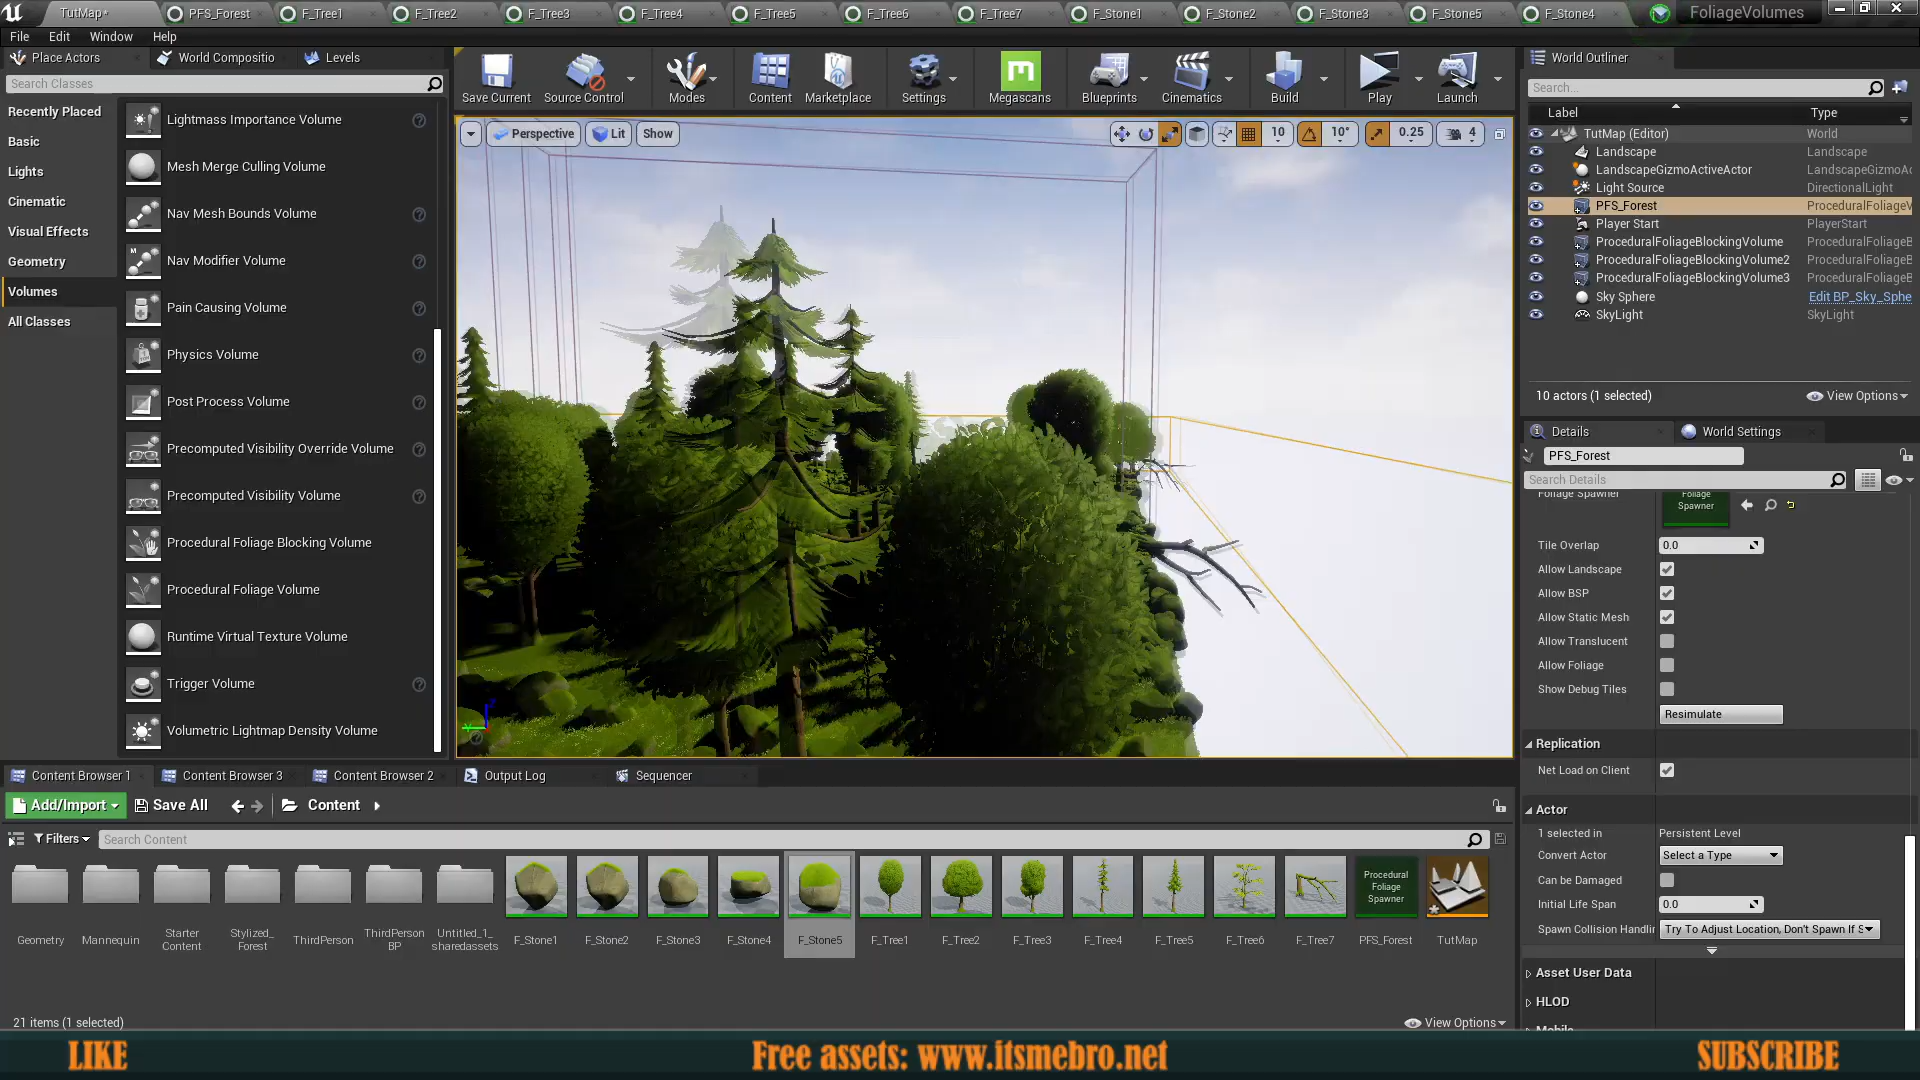 TutMap*
PFS_Forest
F_Tree1
F_Tree2
F_Tree3
F_Tree4
F_Tree5
F_Tree6
F_Tree7
F_Stone1
F_Stone2
F_Stone3
F_Stone5
F_Stone4
FoliageVolumes
File Edit Window Help
Place Actors
World Compositio
Levels
Search Classes
Recently Placed
Basic
Lights
Cinematic
Visual Effects
Geometry
Volumes
All Classes
Lightmass Importance Volume
Mesh Merge Culling Volume
Nav Mesh Bounds Volume
Nav Modifier Volume
Pain Causing Volume
Physics Volume
Post Process Volume
Precomputed Visibility Override Volume
Precomputed Visibility Volume
Procedural Foliage Blocking Volume
Procedural Foliage Volume
Runtime Virtual Texture Volume
Trigger Volume
Volumetric Lightmap Density Volume
Save Current
Source Control
Modes
Content
Marketplace
Settings
Megascans
Blueprints
Cinematics
Build
Play
Launch
Perspective
Lit
Show
10
10°
0.25
4
World Outliner
Search...
Label Type
TutMap (Editor) World
Landscape Landscape
LandscapeGizmoActiveActor LandscapeGizmoAc
Light Source DirectionalLight
PFS_Forest ProceduralFoliageV
Player Start PlayerStart
ProceduralFoliageBlockingVolume ProceduralFoliageB
ProceduralFoliageBlockingVolume2 ProceduralFoliageB
ProceduralFoliageBlockingVolume3 ProceduralFoliageB
Sky Sphere Edit BP_Sky_Sphe
SkyLight SkyLight
10 actors (1 selected)
View Options
Details
World Settings
PFS_Forest
Search Details
Foliage Spawner
Foliage
Spawner
Tile Overlap 0.0
Allow Landscape
Allow BSP
Allow Static Mesh
Allow Translucent
Allow Foliage
Show Debug Tiles
Resimulate
Replication
Net Load on Client
Actor
1 selected in Persistent Level
Convert Actor Select a Type
Can be Damaged
Initial Life Span 0.0
Spawn Collision Handlin Try To Adjust Location, Don't Spawn If S
Asset User Data
HLOD
Mobile
Content Browser 1
Content Browser 3
Content Browser 2
Output Log
Sequencer
Add/Import
Save All
Content
Filters
Search Content
Geometry
Mannequin
Starter
Content
Stylized_
Forest
ThirdPerson
ThirdPerson
BP
Untitled_1_
sharedassets
F_Stone1
F_Stone2
F_Stone3
F_Stone4
F_Stone5
F_Tree1
F_Tree2
F_Tree3
F_Tree4
F_Tree5
F_Tree6
F_Tree7
Procedural
Foliage
Spawner
PFS_Forest
TutMap
21 items (1 selected)
View Options
LIKE
Free assets: www.itsmebro.net
SUBSCRIBE